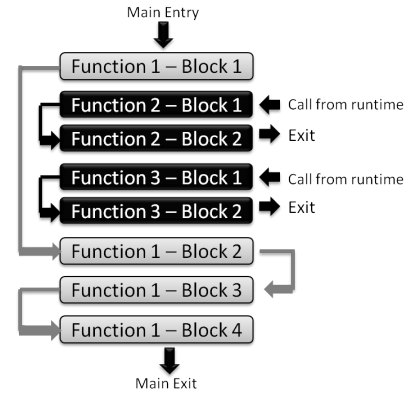 Main Entry
Function 1 – Block 1
Function 2 – Block 1
Call from runtime
Function 2 – Block 2
Exit
Function 3 – Block 1
Call from runtime
Function 3 – Block 2
Exit
Function 1 – Block 2
Function 1 – Block 3
Function 1 – Block 4
Main Exit